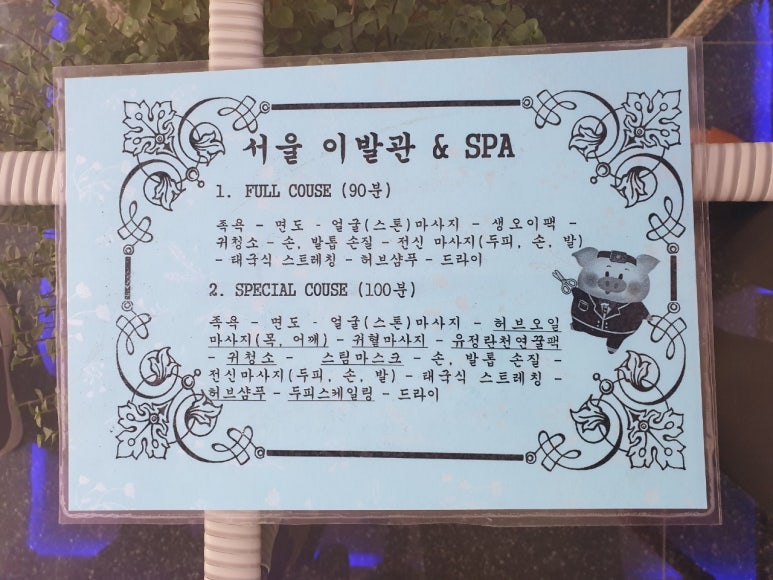 서울 이발관 & SPA
1. FULL COUSE (90분)
족욕 - 면도 - 얼굴(스톤)마사지 - 생오이팩 -
귀청소 - 손, 발톱 손질 - 전신 마사지(두피, 손, 발)
- 태국식 스트레칭 - 허브샴푸 - 드라이
2. SPECIAL COUSE (100분)
족욕 - 면도 - 얼굴(스톤)마사지 - 허브오일
마사지(목, 어깨) - 귀혈마사지 - 유정란천연꿀팩
- 귀청소 - 스팀마스크 - 손, 발톱 손질 -
전신마사지(두피, 손, 발) - 태국식 스트레칭 -
허브샴푸 - 두피스케일링 - 드라이